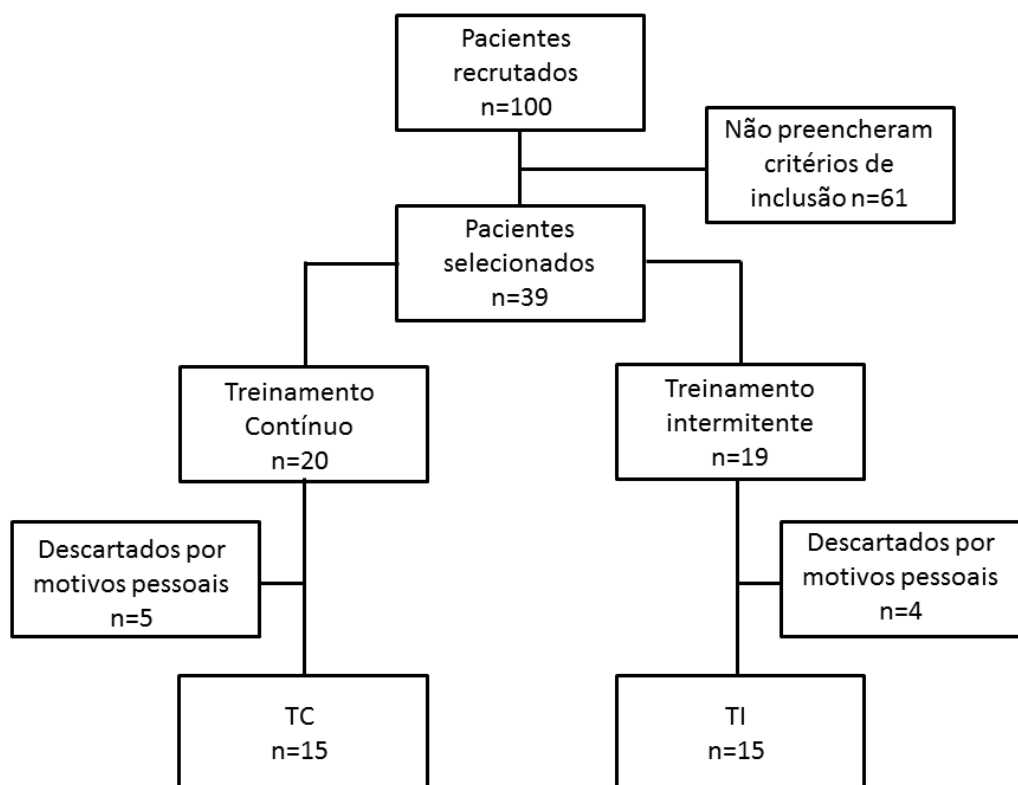 Pacientes
recrutados
n=100
Não preencheram
critérios de
inclusão n=61
Pacientes
selecionados
n=39
Treinamento
Contínuo
n=20
Treinamento
intermitente
n=19
Descartados por
motivos pessoais
n=5
Descartados por
motivos pessoais
n=4
TC
n=15
TI
n=15